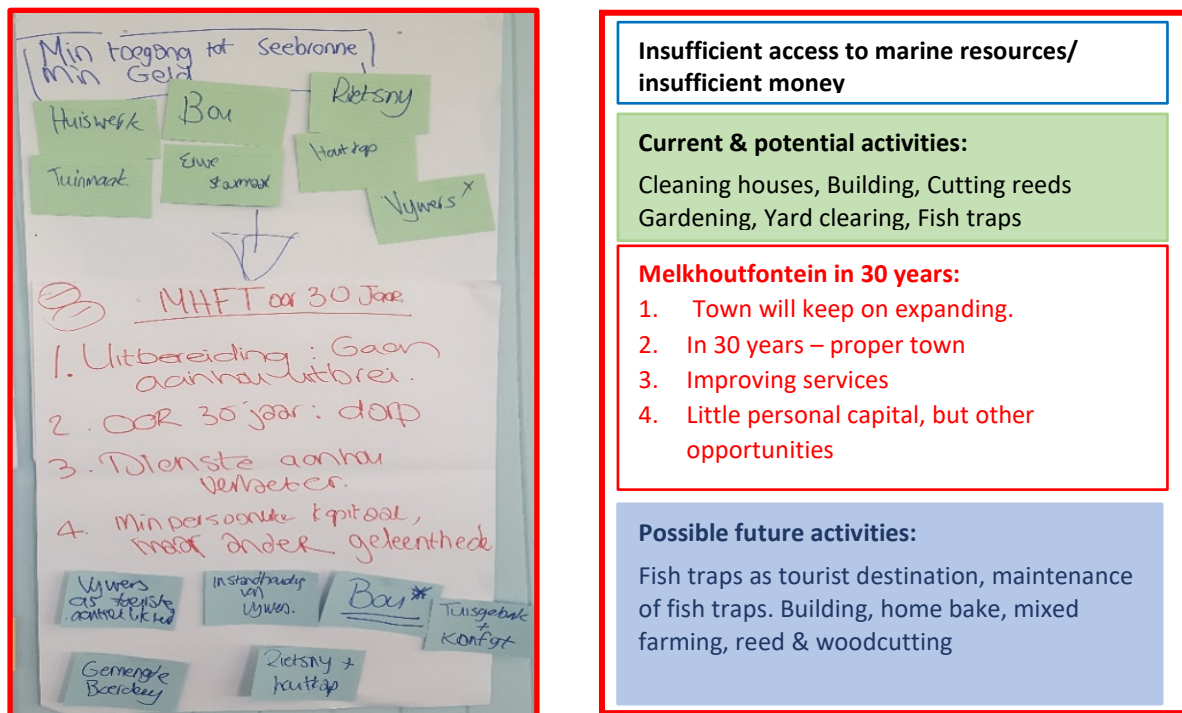 Min toegang tot seebronne
Min Geld
Huiswerk
Bou
Rietsny
Tuinmaak
Erwe
skoonmaak
Houtkap
Vywers x
MHFT oor 30 Jaar
1. Uitbereiding : Gaan
aanhou uitbrei.
2. OOR 30 jaar : dorp
3. Dienste aanhou
verbeter.
4. Min persoonlike kapitaal,
maar ander geleenthede
Vywers
as toeriste
aantreklikheid
Instandhouding
van
Vywers.
Bou*
Tuisgebak
+
Konfyt
Gemengde
Boerdery
Rietsny +
houtkap
Insufficient access to marine resources/
insufficient money
Current & potential activities:
Cleaning houses, Building, Cutting reeds
Gardening, Yard clearing, Fish traps
Melkhoutfontein in 30 years:
1. Town will keep on expanding.
2. In 30 years – proper town
3. Improving services
4. Little personal capital, but other
opportunities
Possible future activities:
Fish traps as tourist destination, maintenance
of fish traps. Building, home bake, mixed
farming, reed & woodcutting